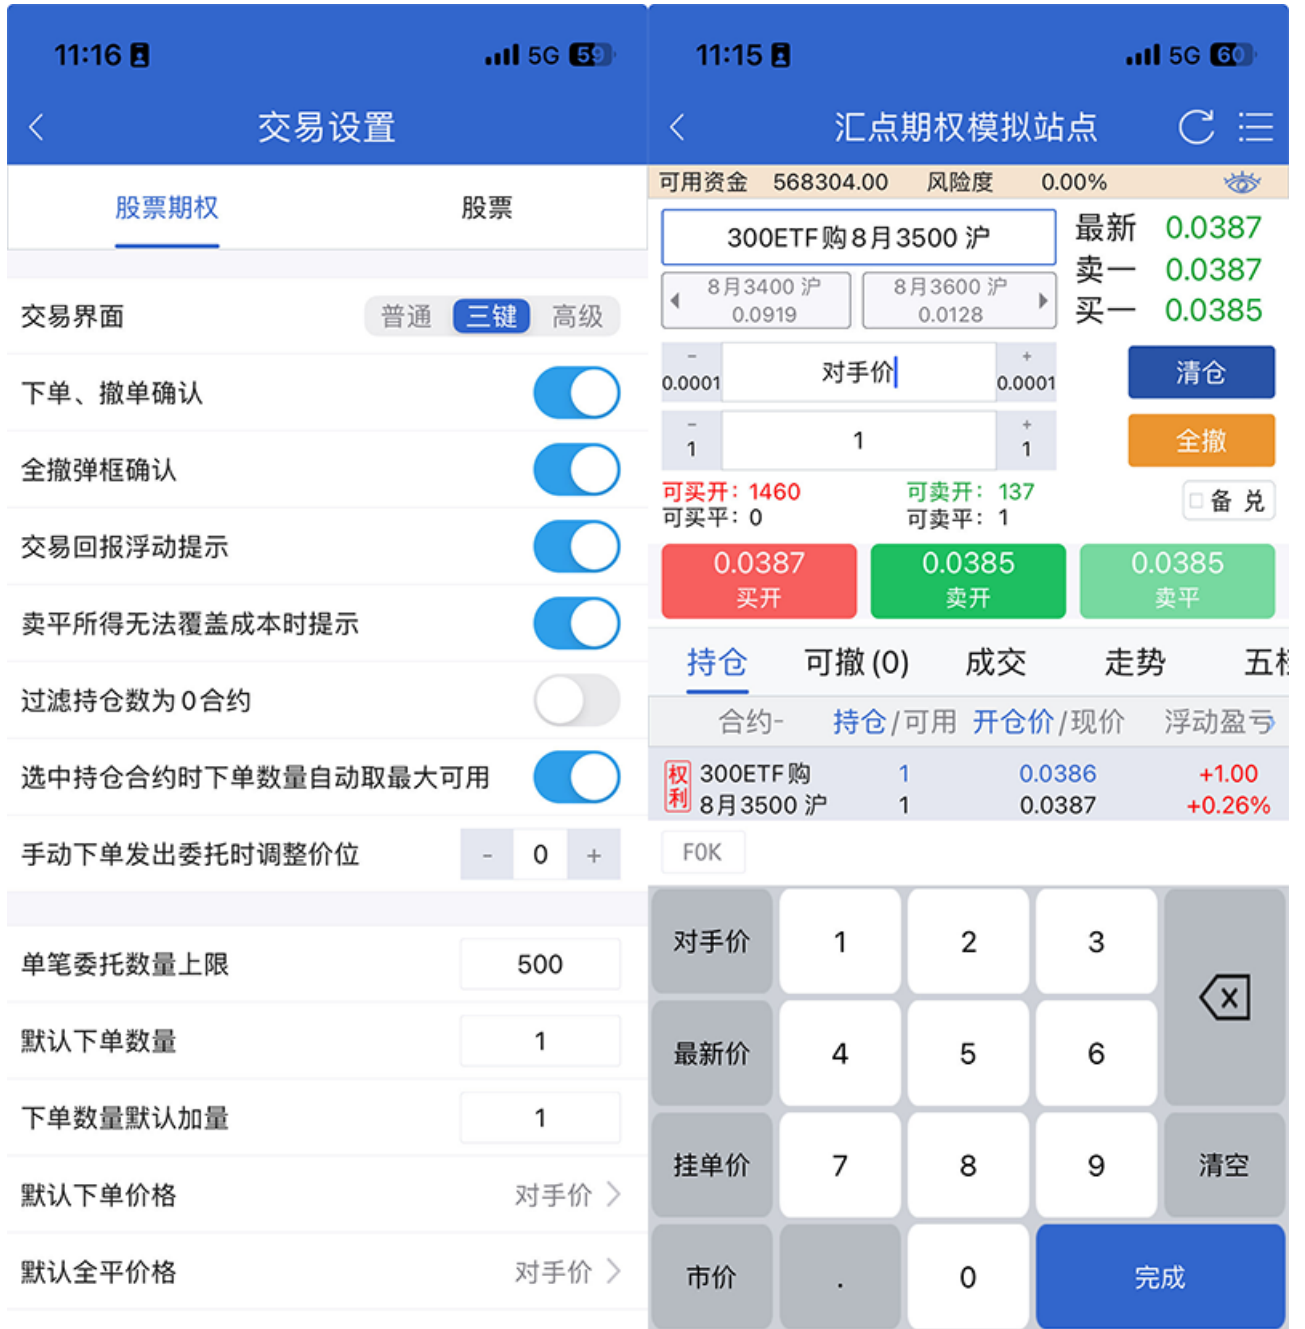 11:16
5G 59
交易设置
股票期权
股票
交易界面
普通 三键 高级
下单、撤单确认
全撤弹框确认
交易回报浮动提示
卖平所得无法覆盖成本时提示
过滤持仓数为0合约
选中持仓合约时下单数量自动取最大可用
手动下单发出委托时调整价位
- 0 +
单笔委托数量上限
500
默认下单数量
1
下单数量默认加量
1
默认下单价格
对手价
默认全平价格
对手价
11:15
5G 60
汇点期权模拟站点
可用资金 568304.00 风险度 0.00%
300ETF购8月3500 沪
最新 0.0387
卖一 0.0387
买一 0.0385
8月3400 沪
0.0919
8月3600 沪
0.0128
-
0.0001
对手价
+
0.0001
清仓
-
1
1
+
1
全撤
可买开：1460
可卖开：137
可买平：0
可卖平：1
备 兑
0.0387
买开
0.0385
卖开
0.0385
卖平
持仓 可撤(0) 成交 走势
合约- 持仓/可用 开仓价/现价 浮动盈亏
权利
300ETF购 1 0.0386 +1.00
8月3500 沪 1 0.0387 +0.26%
FOK
对手价 1 2 3
最新价 4 5 6
挂单价 7 8 9 清空
市价 . 0 完成